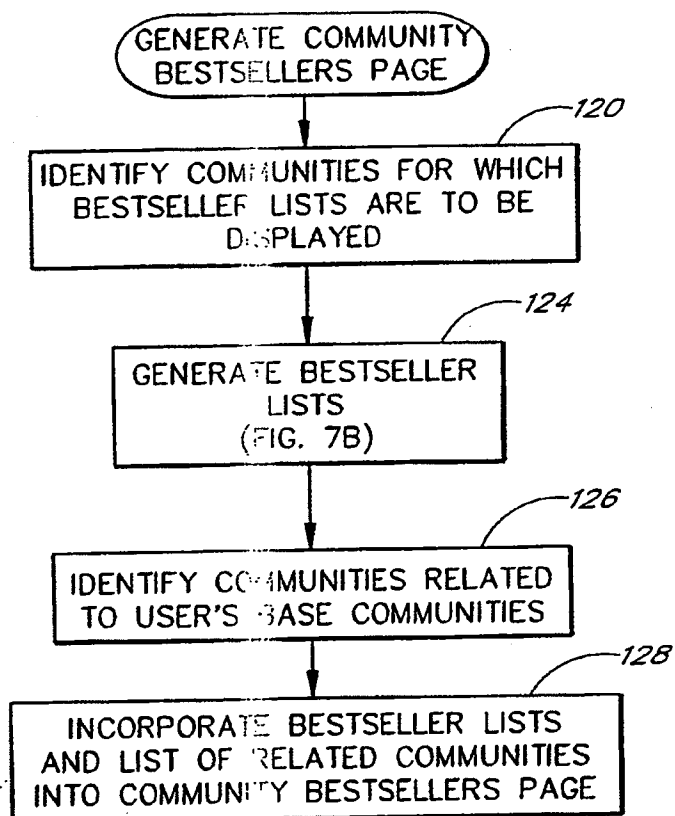 GENERATE COMMUNITY
BESTSELLERS PAGE
120
IDENTIFY COMMUNITIES FOR WHICH
BESTSELLER LISTS ARE TO BE
DISPLAYED
124
GENERATE BESTSELLER
LISTS
(FIG. 7B)
126
IDENTIFY COMMUNITIES RELATED
TO USER'S BASE COMMUNITIES
128
INCORPORATE BESTSELLER LISTS
AND LIST OF RELATED COMMUNITIES
INTO COMMUNITY BESTSELLERS PAGE